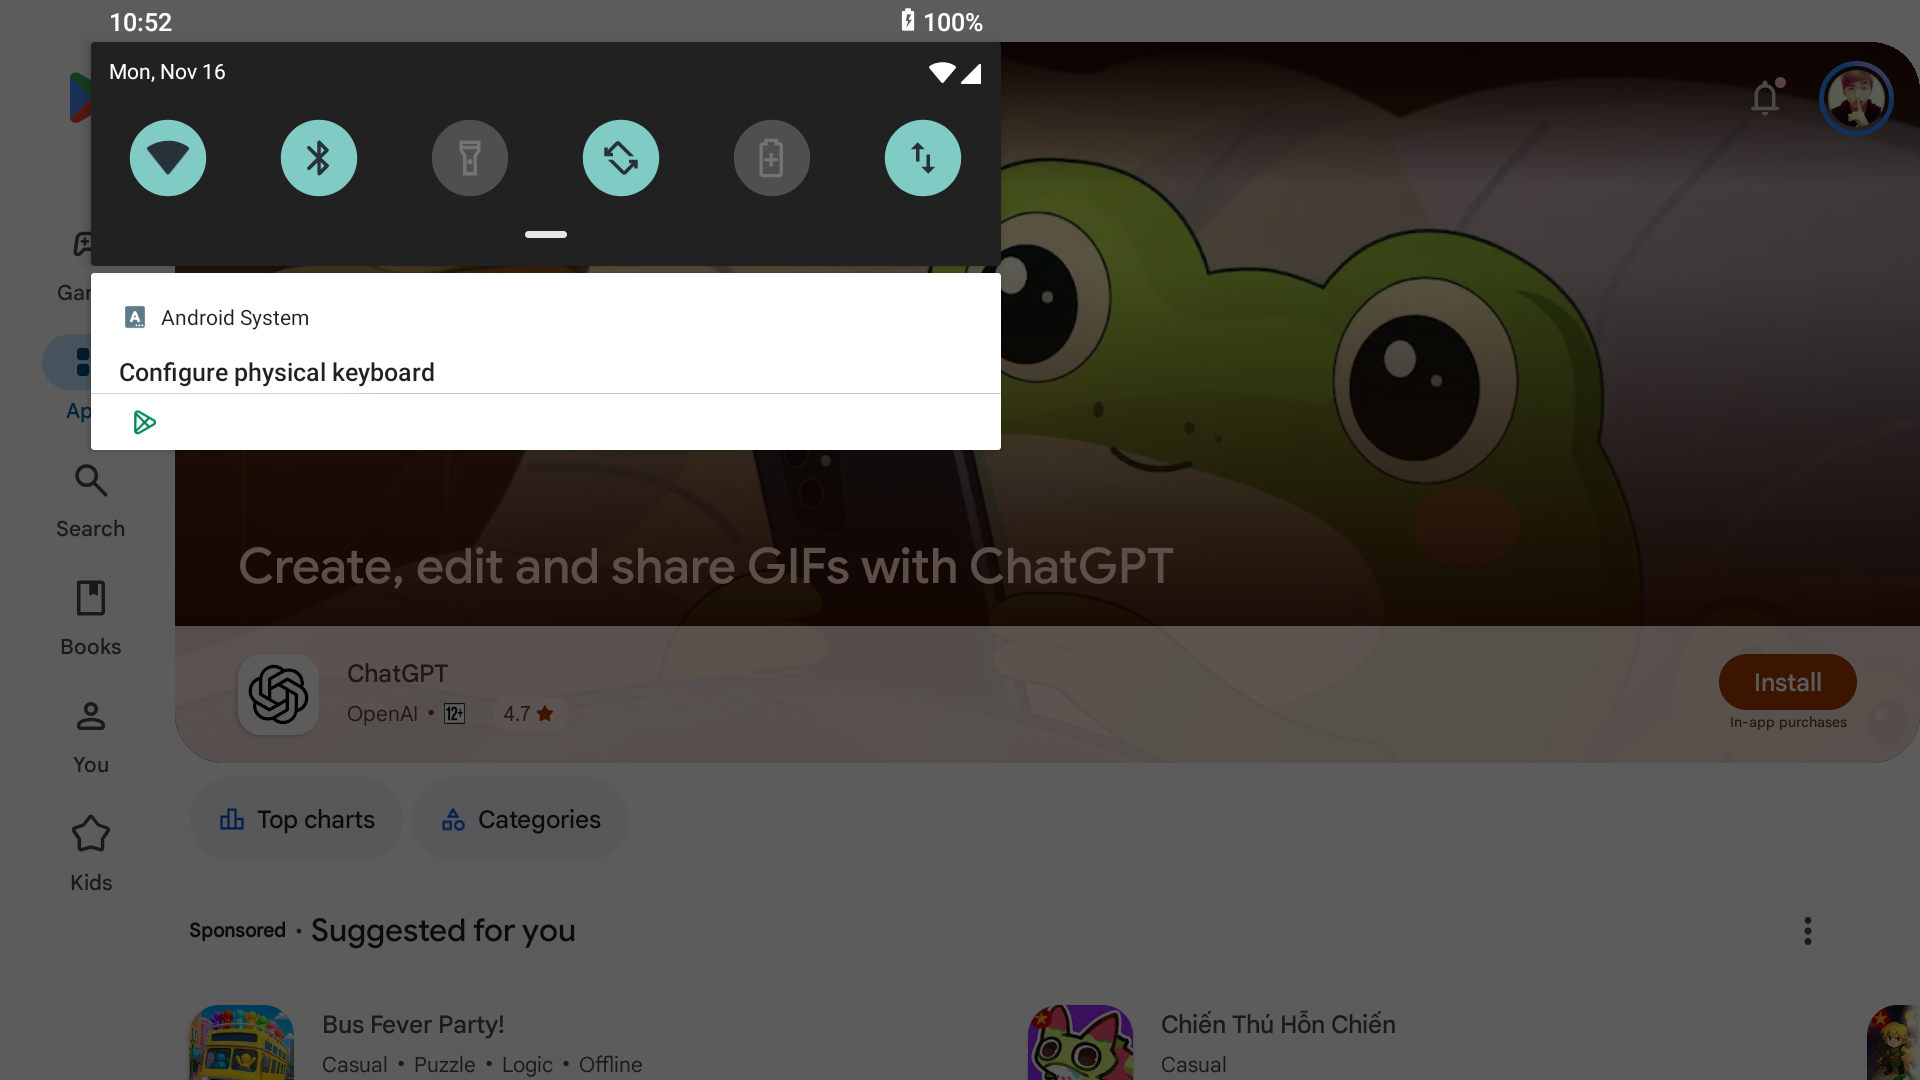 10:52
100%
Mon, Nov 16
Android System
Configure physical keyboard
Search
Books
You
Kids
Create, edit and share GIFs with ChatGPT
ChatGPT
OpenAI • 12+ 4.7
Install
In-app purchases
Top charts
Categories
Sponsored • Suggested for you
Bus Fever Party!
Casual • Puzzle • Logic • Offline
Chiến Thú Hỗn Chiến
Casual